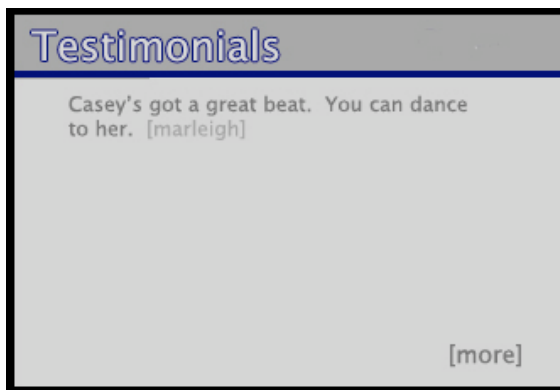 Testimonials
Casey's got a great beat.  You can dance
to her.  [marleigh]
[more]